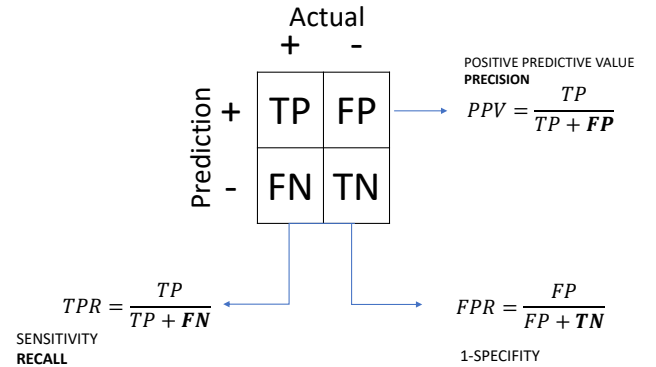 Actual
+ -
POSITIVE PREDICTIVE VALUE
PRECISION
Prediction
+ TP FP
PPV = TP / (TP + FP)
- FN TN
TPR = TP / (TP + FN)
FPR = FP / (FP + TN)
SENSITIVITY
RECALL
1-SPECIFITY